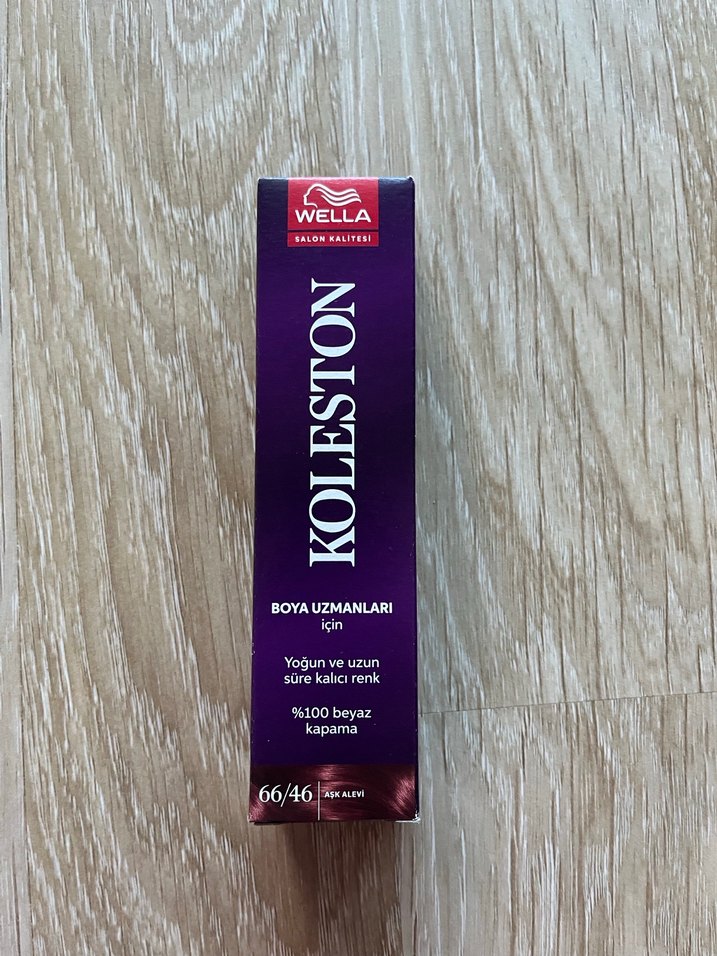 WELLA
SALON KALİTESİ
KOLESTON
BOYA UZMANLARI
için
Yoğun ve uzun
süre kalıcı renk
%100 beyaz
kapama
66/46 AŞK ALEVİ